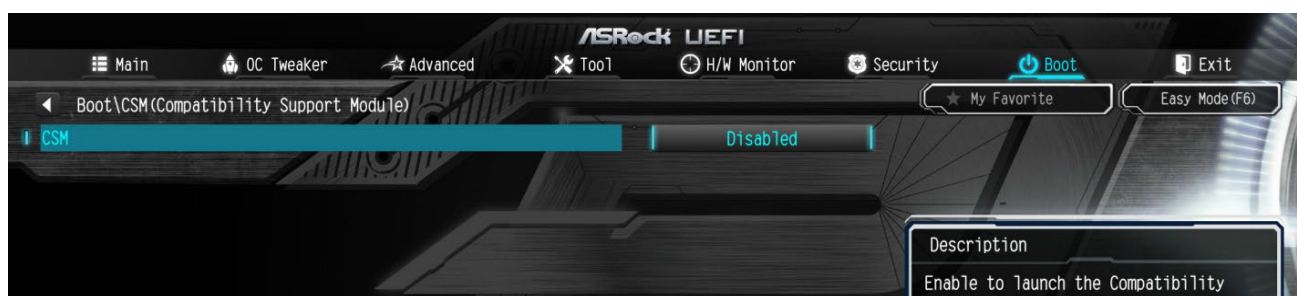 ASRock UEFI
Main OC Tweaker Advanced Tool H/W Monitor Security Boot Exit
Boot\CSM(Compatibility Support Module) My Favorite Easy Mode(F6)
CSM Disabled
Description
Enable to launch the Compatibility